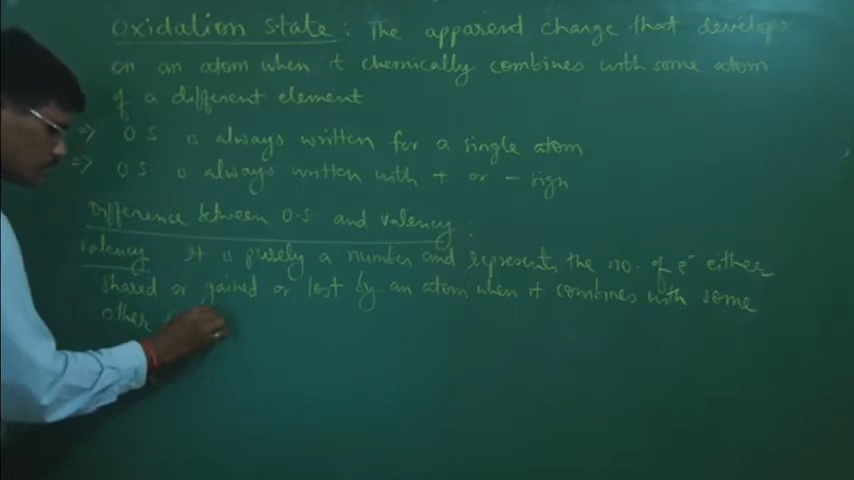 Oxidation state : The apparend change that develops
on an atom when it chemically combines with some atom
of a different element
⇒ O.S is always written for a single atom
⇒ O.S is always written with + or - sign
Difference between O.S and valency :
Valency It is purely a number and represents the no. of e⁻ either
shared or gained or lost by an atom when it combines with some
other